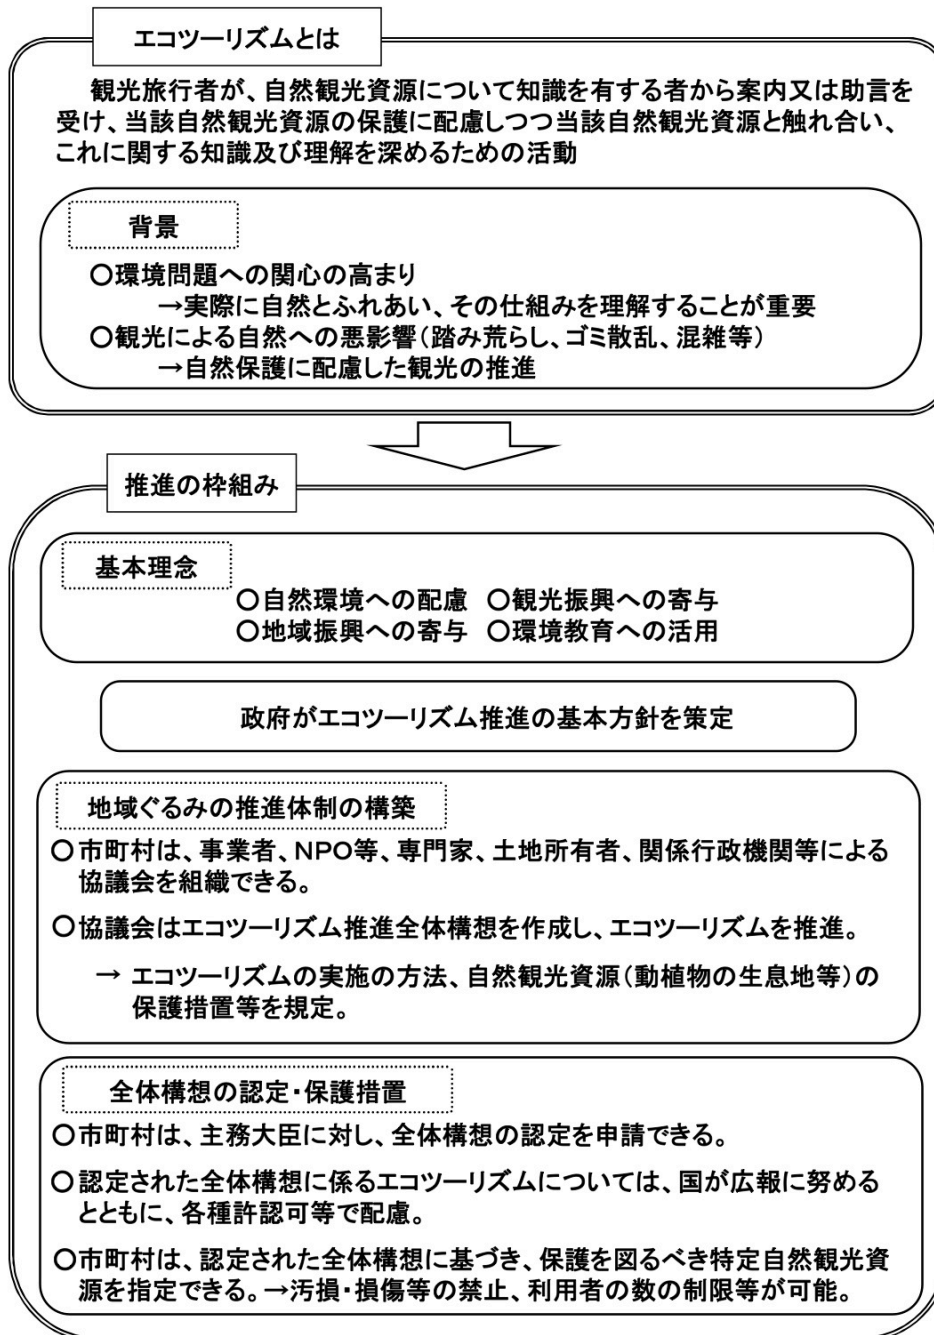 エコツーリズムとは
観光旅行者が、自然観光資源について知識を有する者から案内又は助言を
受け、当該自然観光資源の保護に配慮しつつ当該自然観光資源と触れ合い、
これに関する知識及び理解を深めるための活動
背景
○環境問題への関心の高まり
→実際に自然とふれあい、その仕組みを理解することが重要
○観光による自然への悪影響(踏み荒らし、ゴミ散乱、混雑等)
→自然保護に配慮した観光の推進
推進の枠組み
基本理念
○自然環境への配慮 ○観光振興への寄与
○地域振興への寄与 ○環境教育への活用
政府がエコツーリズム推進の基本方針を策定
地域ぐるみの推進体制の構築
○市町村は、事業者、NPO等、専門家、土地所有者、関係行政機関等による
協議会を組織できる。
○協議会はエコツーリズム推進全体構想を作成し、エコツーリズムを推進。
→ エコツーリズムの実施の方法、自然観光資源(動植物の生息地等)の
保護措置等を規定。
全体構想の認定・保護措置
○市町村は、主務大臣に対し、全体構想の認定を申請できる。
○認定された全体構想に係るエコツーリズムについては、国が広報に努める
とともに、各種許認可等で配慮。
○市町村は、認定された全体構想に基づき、保護を図るべき特定自然観光資
源を指定できる。→汚損・損傷等の禁止、利用者の数の制限等が可能。